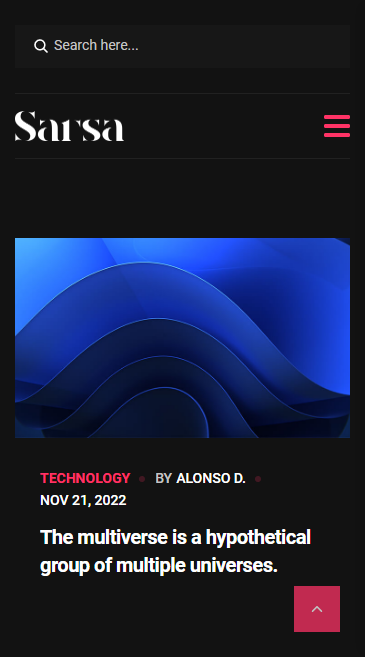 Search here...
Sarsa
TECHNOLOGY BY ALONSO D.
NOV 21, 2022
The multiverse is a hypothetical
group of multiple universes.